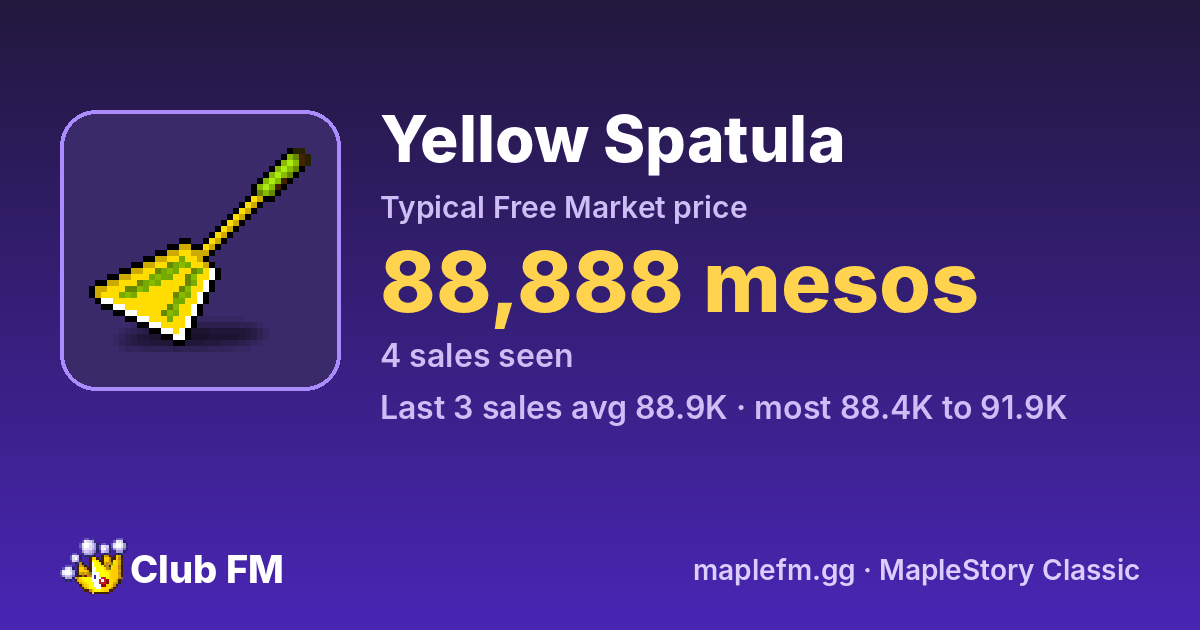 Yellow Spatula
Typical Free Market price
88,888 mesos
4 sales seen
Last 3 sales avg 88.9K · most 88.4K to 91.9K
Club FM
maplefm.gg · MapleStory Classic